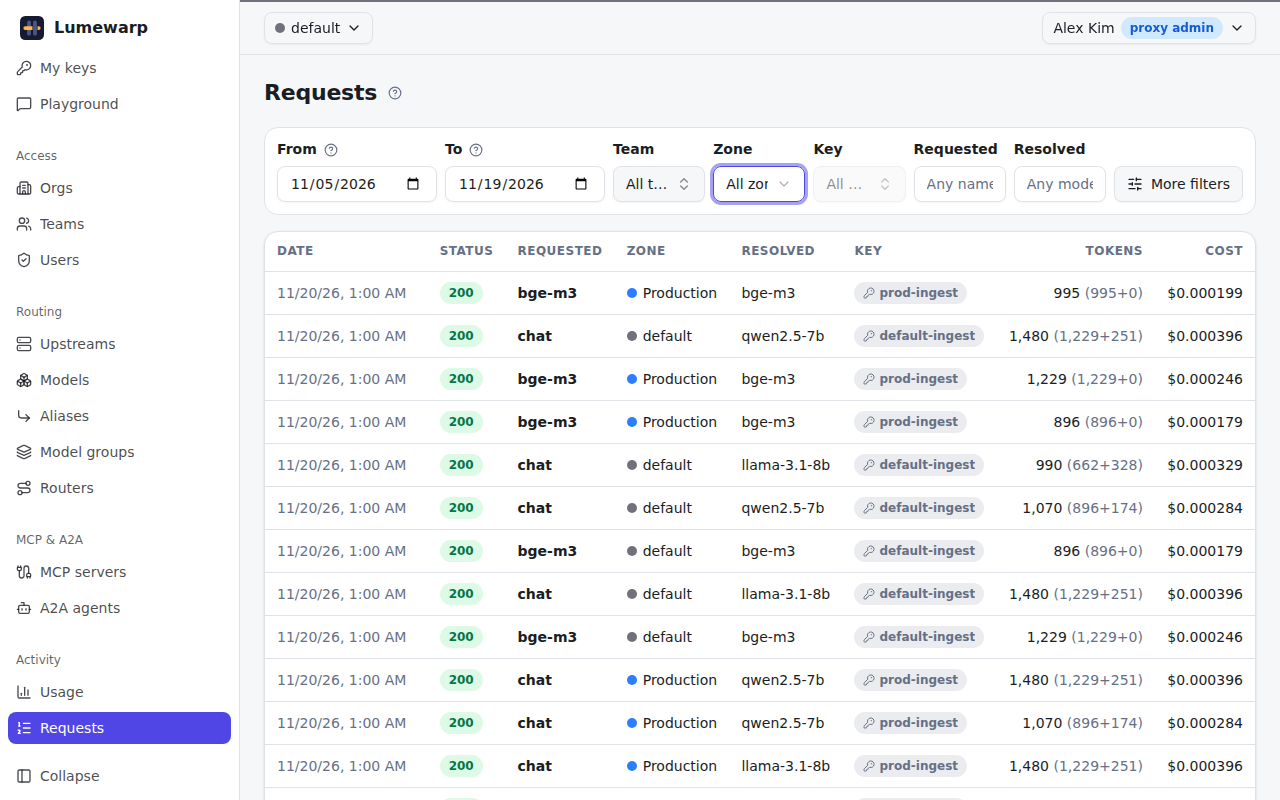 Lumewarp
My keys
Playground
Access
Orgs
Teams
Users
Routing
Upstreams
Models
Aliases
Model groups
Routers
MCP & A2A
MCP servers
A2A agents
Activity
Usage
Requests
Collapse
default
Alex Kim proxy admin
Requests
From To Team Zone Key Requested Resolved
11/05/2026 11/19/2026 All t... All zon All ... Any name Any mode More filters
DATE STATUS REQUESTED ZONE RESOLVED KEY TOKENS COST
11/20/26, 1:00 AM 200 bge-m3 Production bge-m3 prod-ingest 995 (995+0) $0.000199
11/20/26, 1:00 AM 200 chat default qwen2.5-7b default-ingest 1,480 (1,229+251) $0.000396
11/20/26, 1:00 AM 200 bge-m3 Production bge-m3 prod-ingest 1,229 (1,229+0) $0.000246
11/20/26, 1:00 AM 200 bge-m3 Production bge-m3 prod-ingest 896 (896+0) $0.000179
11/20/26, 1:00 AM 200 chat default llama-3.1-8b default-ingest 990 (662+328) $0.000329
11/20/26, 1:00 AM 200 chat default qwen2.5-7b default-ingest 1,070 (896+174) $0.000284
11/20/26, 1:00 AM 200 bge-m3 default bge-m3 default-ingest 896 (896+0) $0.000179
11/20/26, 1:00 AM 200 chat default llama-3.1-8b default-ingest 1,480 (1,229+251) $0.000396
11/20/26, 1:00 AM 200 bge-m3 default bge-m3 default-ingest 1,229 (1,229+0) $0.000246
11/20/26, 1:00 AM 200 chat Production qwen2.5-7b prod-ingest 1,480 (1,229+251) $0.000396
11/20/26, 1:00 AM 200 chat Production qwen2.5-7b prod-ingest 1,070 (896+174) $0.000284
11/20/26, 1:00 AM 200 chat Production llama-3.1-8b prod-ingest 1,480 (1,229+251) $0.000396